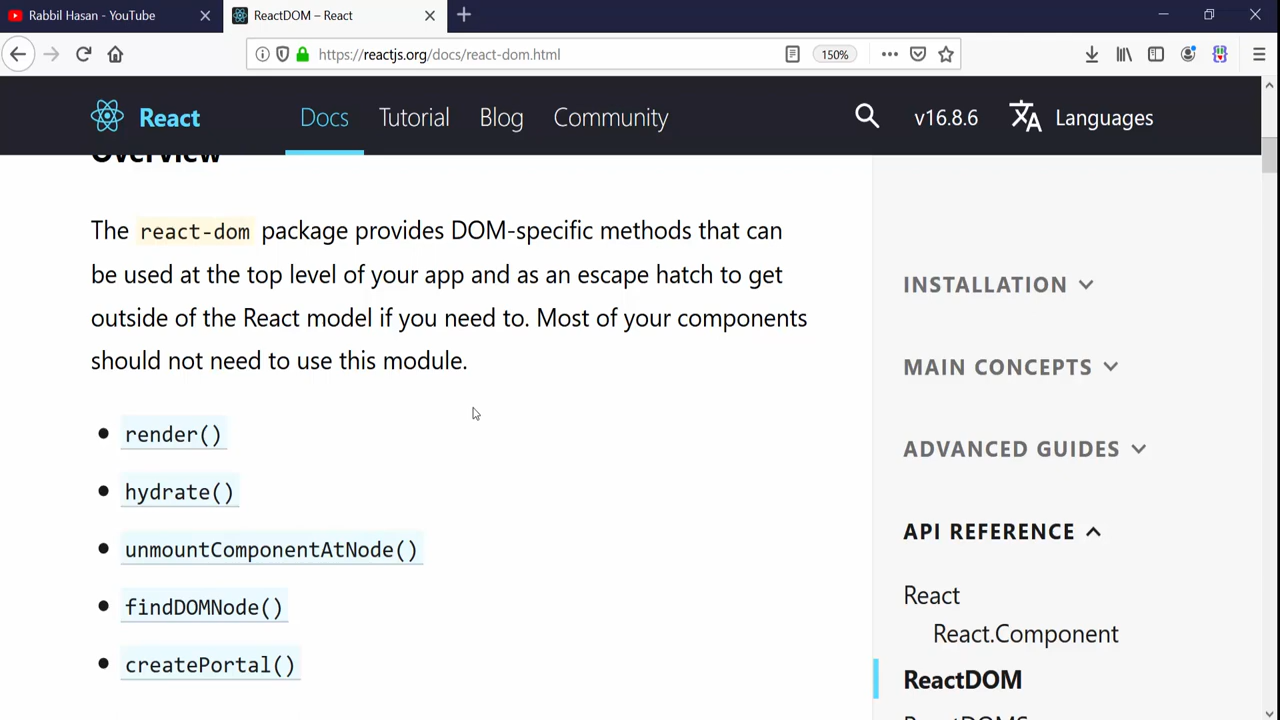 Rabbil Hasan - YouTube
ReactDOM – React
https://reactjs.org/docs/react-dom.html
150%
React
Docs
Tutorial
Blog
Community
v16.8.6
Languages
Overview
The react-dom package provides DOM-specific methods that can
be used at the top level of your app and as an escape hatch to get
outside of the React model if you need to. Most of your components
should not need to use this module.
render()
hydrate()
unmountComponentAtNode()
findDOMNode()
createPortal()
INSTALLATION
MAIN CONCEPTS
ADVANCED GUIDES
API REFERENCE
React
React.Component
ReactDOM